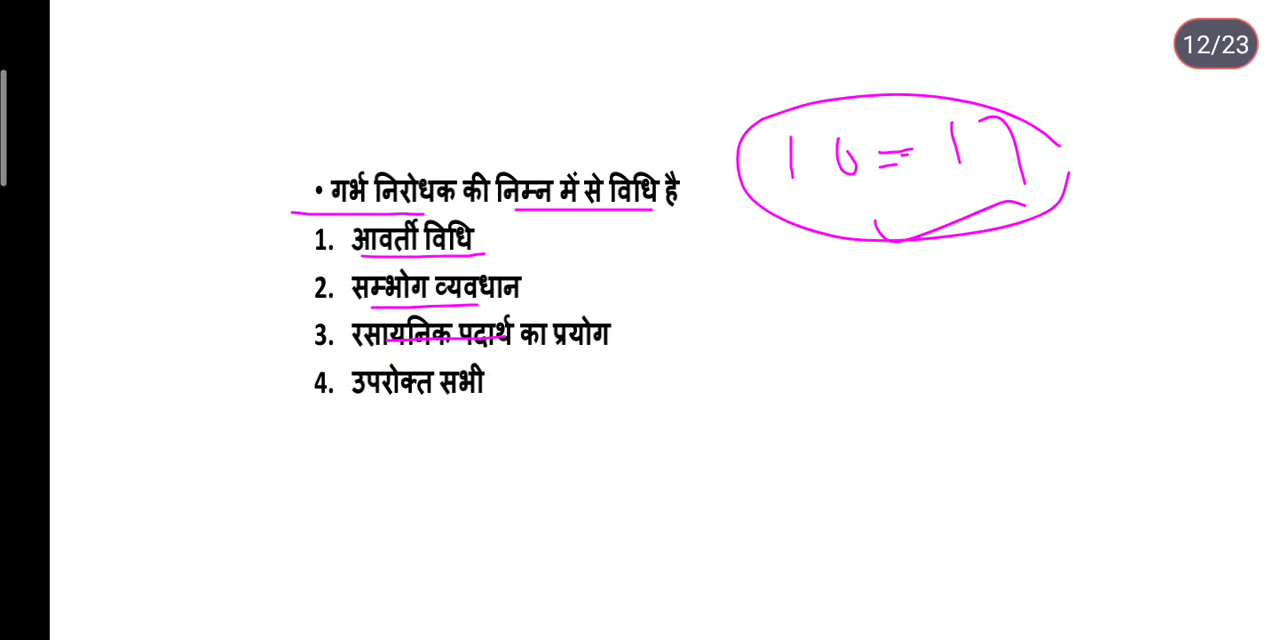 12/23
16=17
• गर्भ निरोधक की निम्न में से विधि है
1. आवर्ती विधि
2. सम्भोग व्यवधान
3. रसायनिक पदार्थ का प्रयोग
4. उपरोक्त सभी